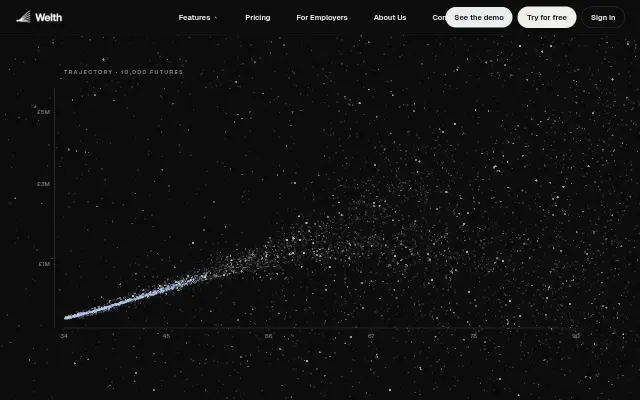 Welth
Features
Pricing
For Employers
About Us
Con
See the demo
Try for free
Sign in
TRAJECTORY · 10,000 FUTURES
£5M
£3M
£1M
34
45
56
67
78
90